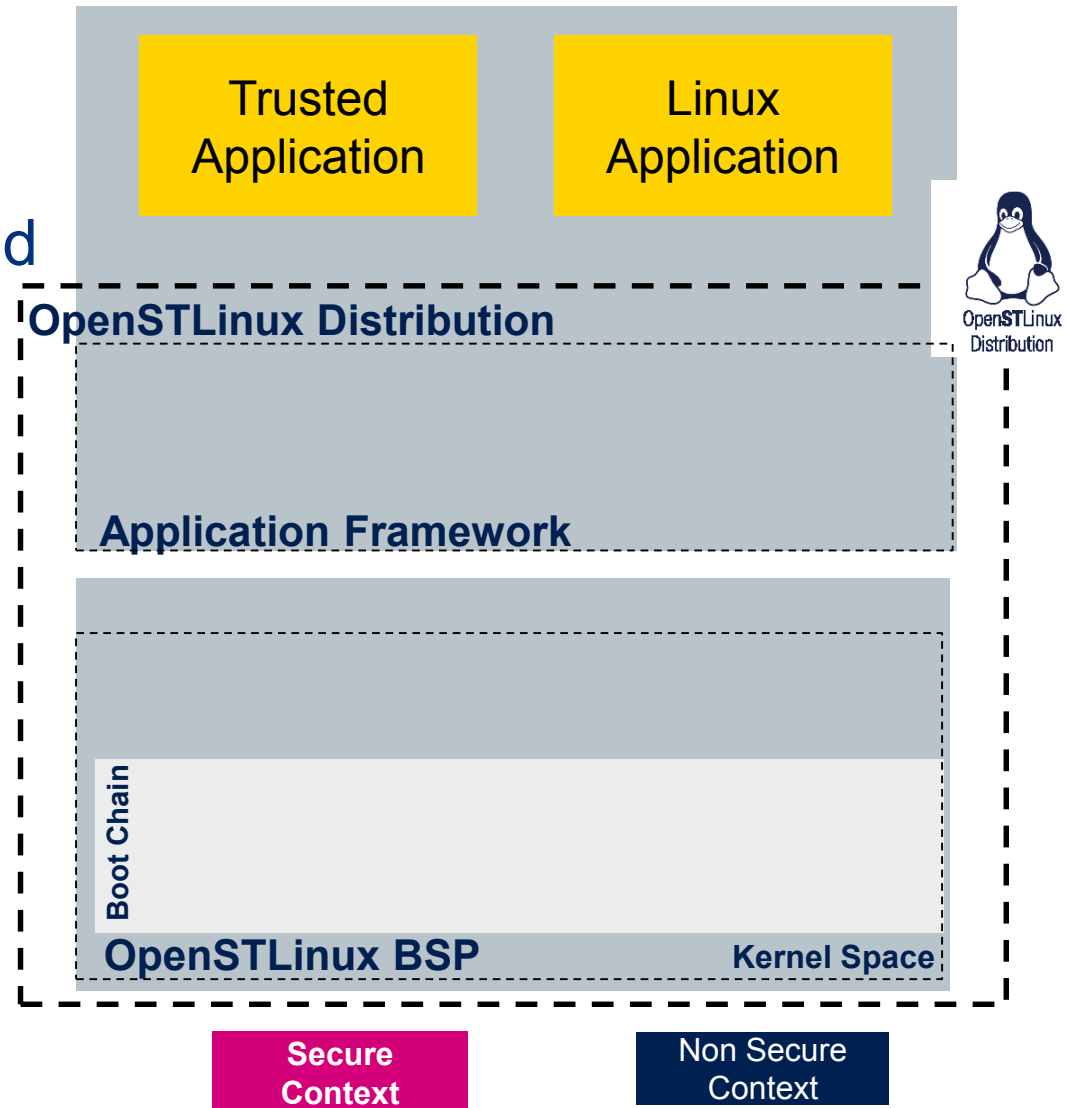 Trusted
Application
Linux
Application
d
OpenSTLinux Distribution
OpenSTLinux
Distribution
Application Framework
Boot Chain
OpenSTLinux BSP
Kernel Space
Secure
Context
Non Secure
Context